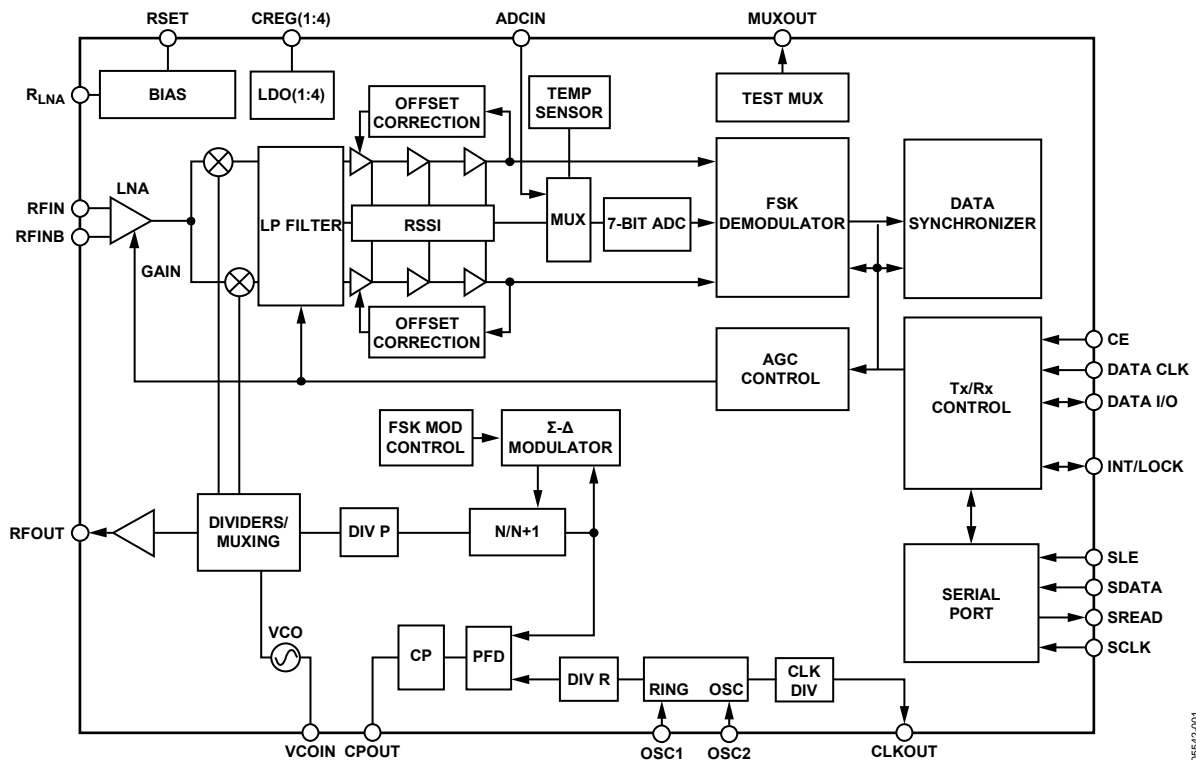 RSET
CREG(1:4)
ADCIN
MUXOUT
RLNA
BIAS
LDO(1:4)
OFFSET
CORRECTION
TEMP
SENSOR
TEST MUX
LNA
RFIN
RFINB
GAIN
LP FILTER
RSSI
MUX
7-BIT ADC
FSK
DEMODULATOR
DATA
SYNCHRONIZER
OFFSET
CORRECTION
AGC
CONTROL
Tx/Rx
CONTROL
CE
DATA CLK
DATA I/O
INT/LOCK
FSK MOD
CONTROL
Σ-Δ
MODULATOR
RFOUT
DIVIDERS/
MUXING
DIV P
N/N+1
SERIAL
PORT
SLE
SDATA
SREAD
SCLK
VCO
CP
PFD
DIV R
RING
OSC
CLK
DIV
VCOIN
CPOUT
OSC1
OSC2
CLKOUT
05542-001